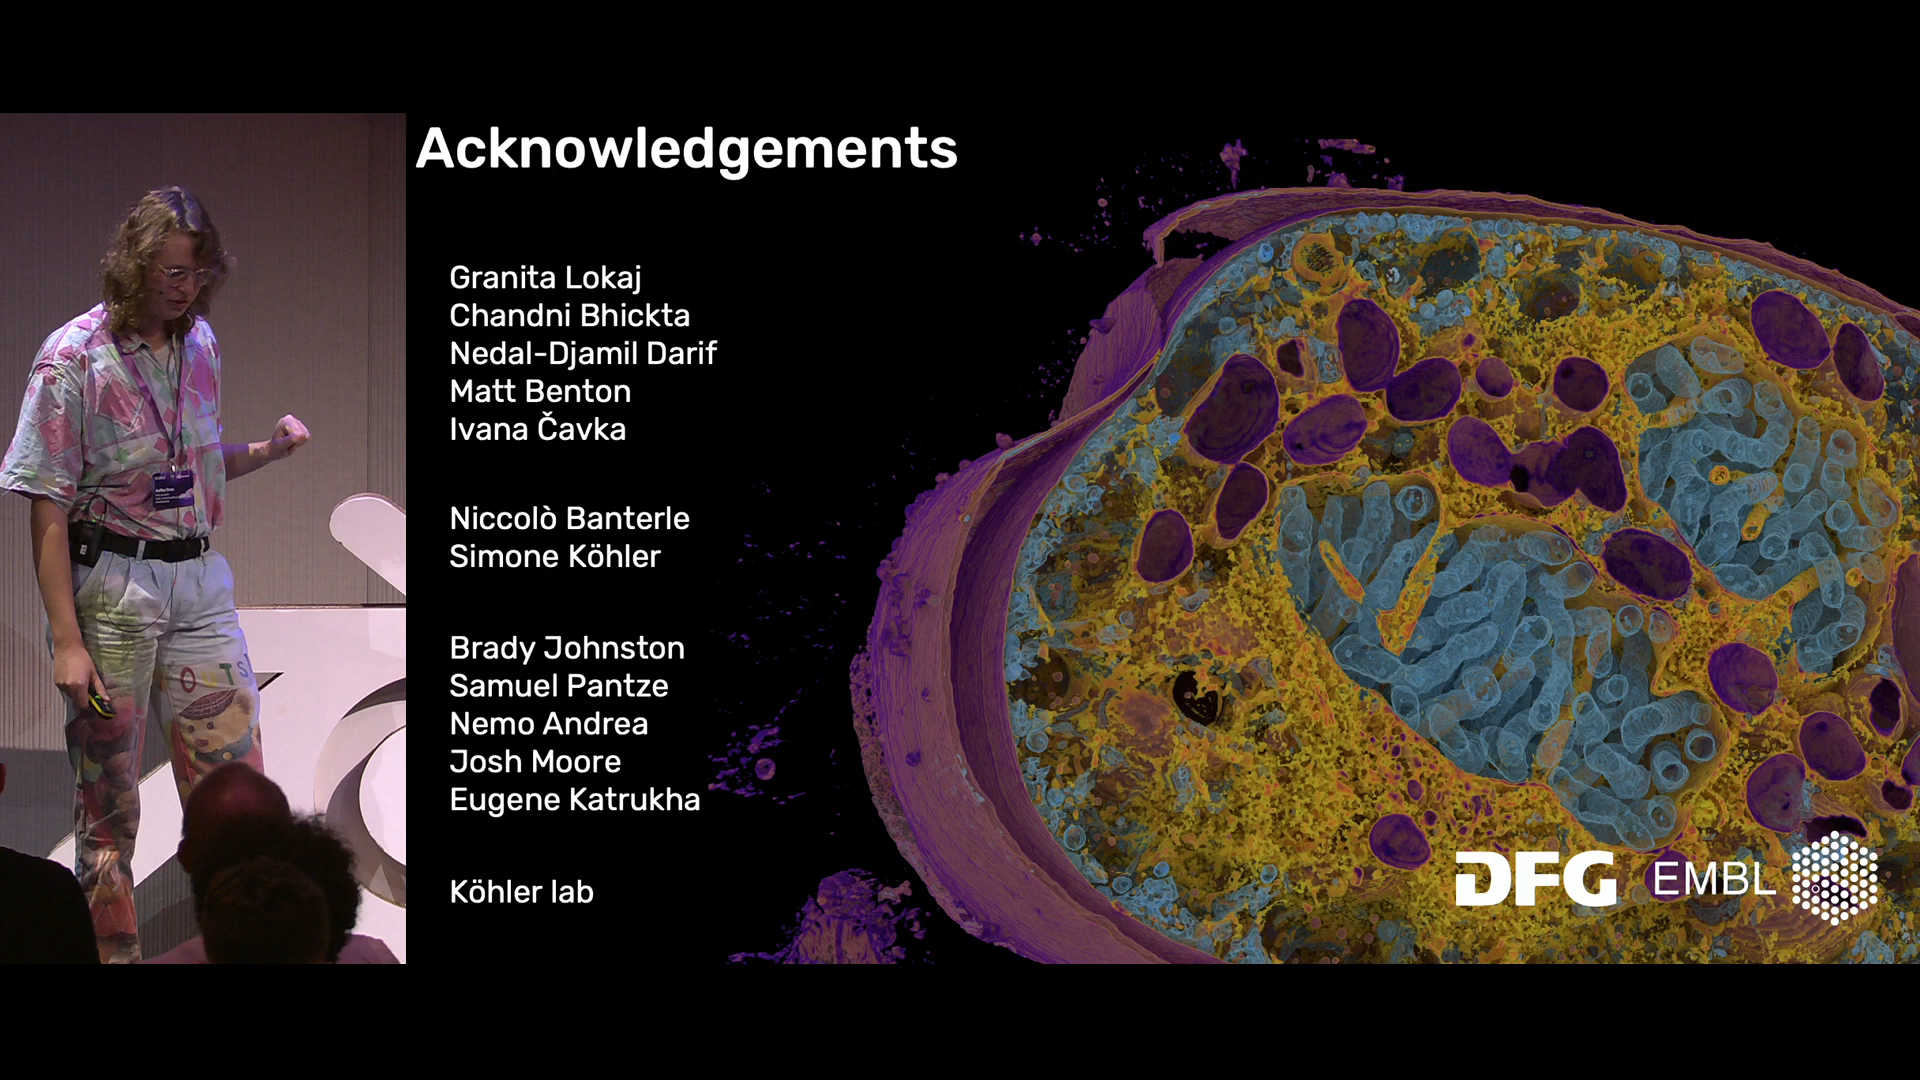 Acknowledgements
Granita Lokaj
Chandni Bhickta
Nedal-Djamil Darif
Matt Benton
Ivana Čavka
Niccolò Banterle
Simone Köhler
Brady Johnston
Samuel Pantze
Nemo Andrea
Josh Moore
Eugene Katrukha
Köhler lab
DFG
EMBL